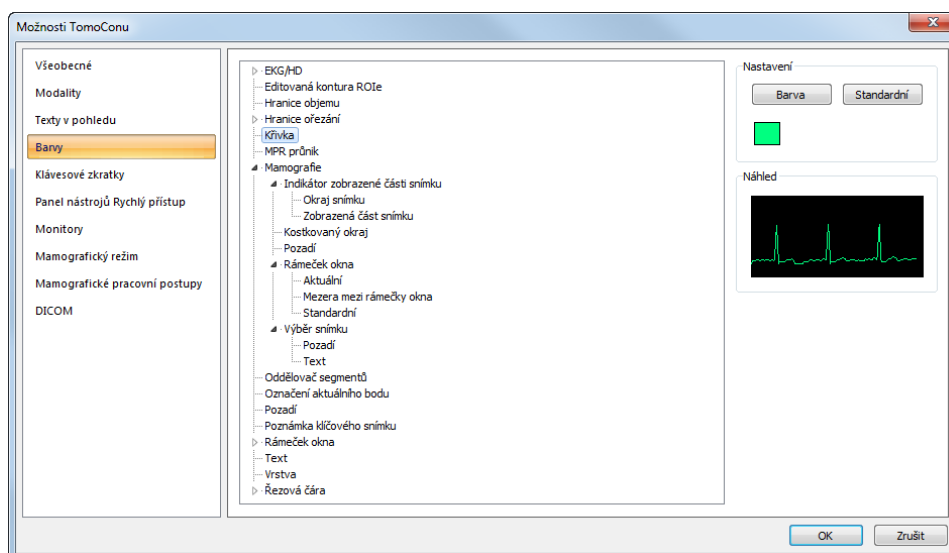 Možnosti TomoConu
Všeobecné
Modality
Texty v pohledu
Barvy
Klávesové zkratky
Panel nástrojů Rychlý přístup
Monitory
Mamografický režim
Mamografické pracovní postupy
DICOM
EKG/HD
Editovaná kontura ROIe
Hranice objemu
Hranice ořezání
Křivka
MPR průnik
Mamografie
Indikátor zobrazené části snímku
Okraj snímku
Zobrazená část snímku
Kostkovaný okraj
Pozadí
Rámeček okna
Aktuální
Mezera mezi rámečky okna
Standardní
Výběr snímku
Pozadí
Text
Oddělovač segmentů
Označení aktuálního bodu
Pozadí
Poznámka klíčového snímku
Rámeček okna
Text
Vrstva
Řezová čára
Nastavení
Barva
Standardní
Náhled
OK
Zrušit